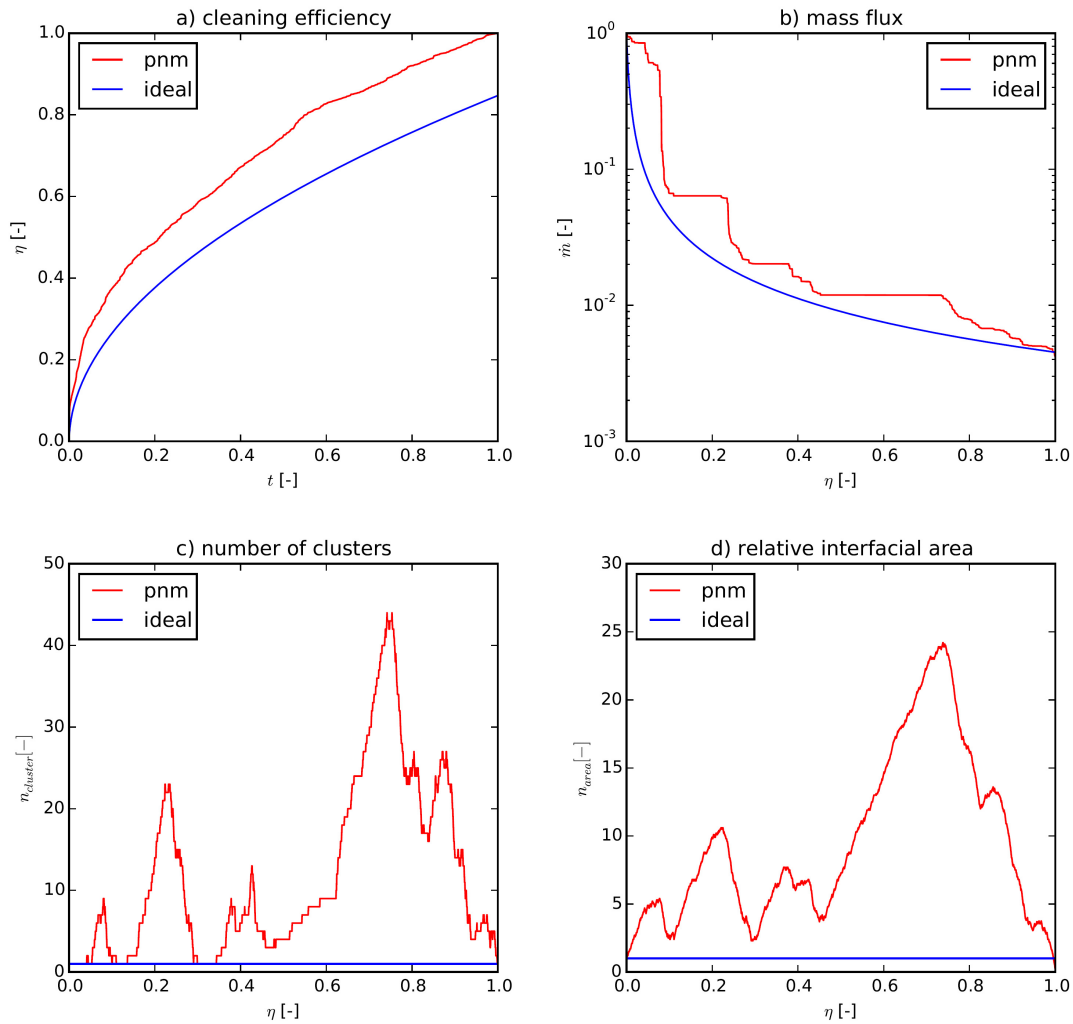 a) cleaning efficiency
pnm
ideal
1.0
0.8
0.6
0.4
0.2
0.0
η [-]
0.0 0.2 0.4 0.6 0.8 1.0
t [-]
b) mass flux
pnm
ideal
10^0
10^-1
10^-2
10^-3
ṁ [-]
0.0 0.2 0.4 0.6 0.8 1.0
η [-]
c) number of clusters
pnm
ideal
50
40
30
20
10
0
n_cluster[−]
0.0 0.2 0.4 0.6 0.8 1.0
η [-]
d) relative interfacial area
pnm
ideal
30
25
20
15
10
5
0
n_area[−]
0.0 0.2 0.4 0.6 0.8 1.0
η [-]